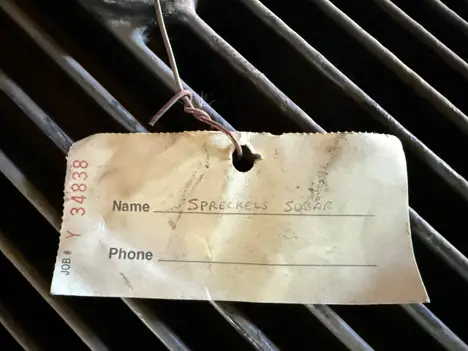 JOB # Y 34838
Name SPRECKELS SUGAR
Phone